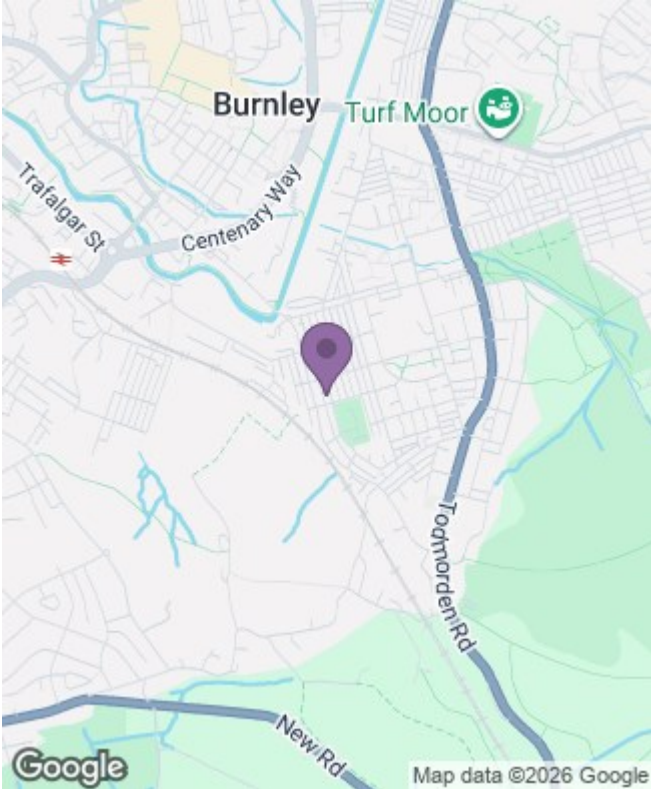 Burnley
Turf Moor
Trafalgar St
Centenary Way
Todmorden Rd
New Rd
Google
Map data ©2026 Google